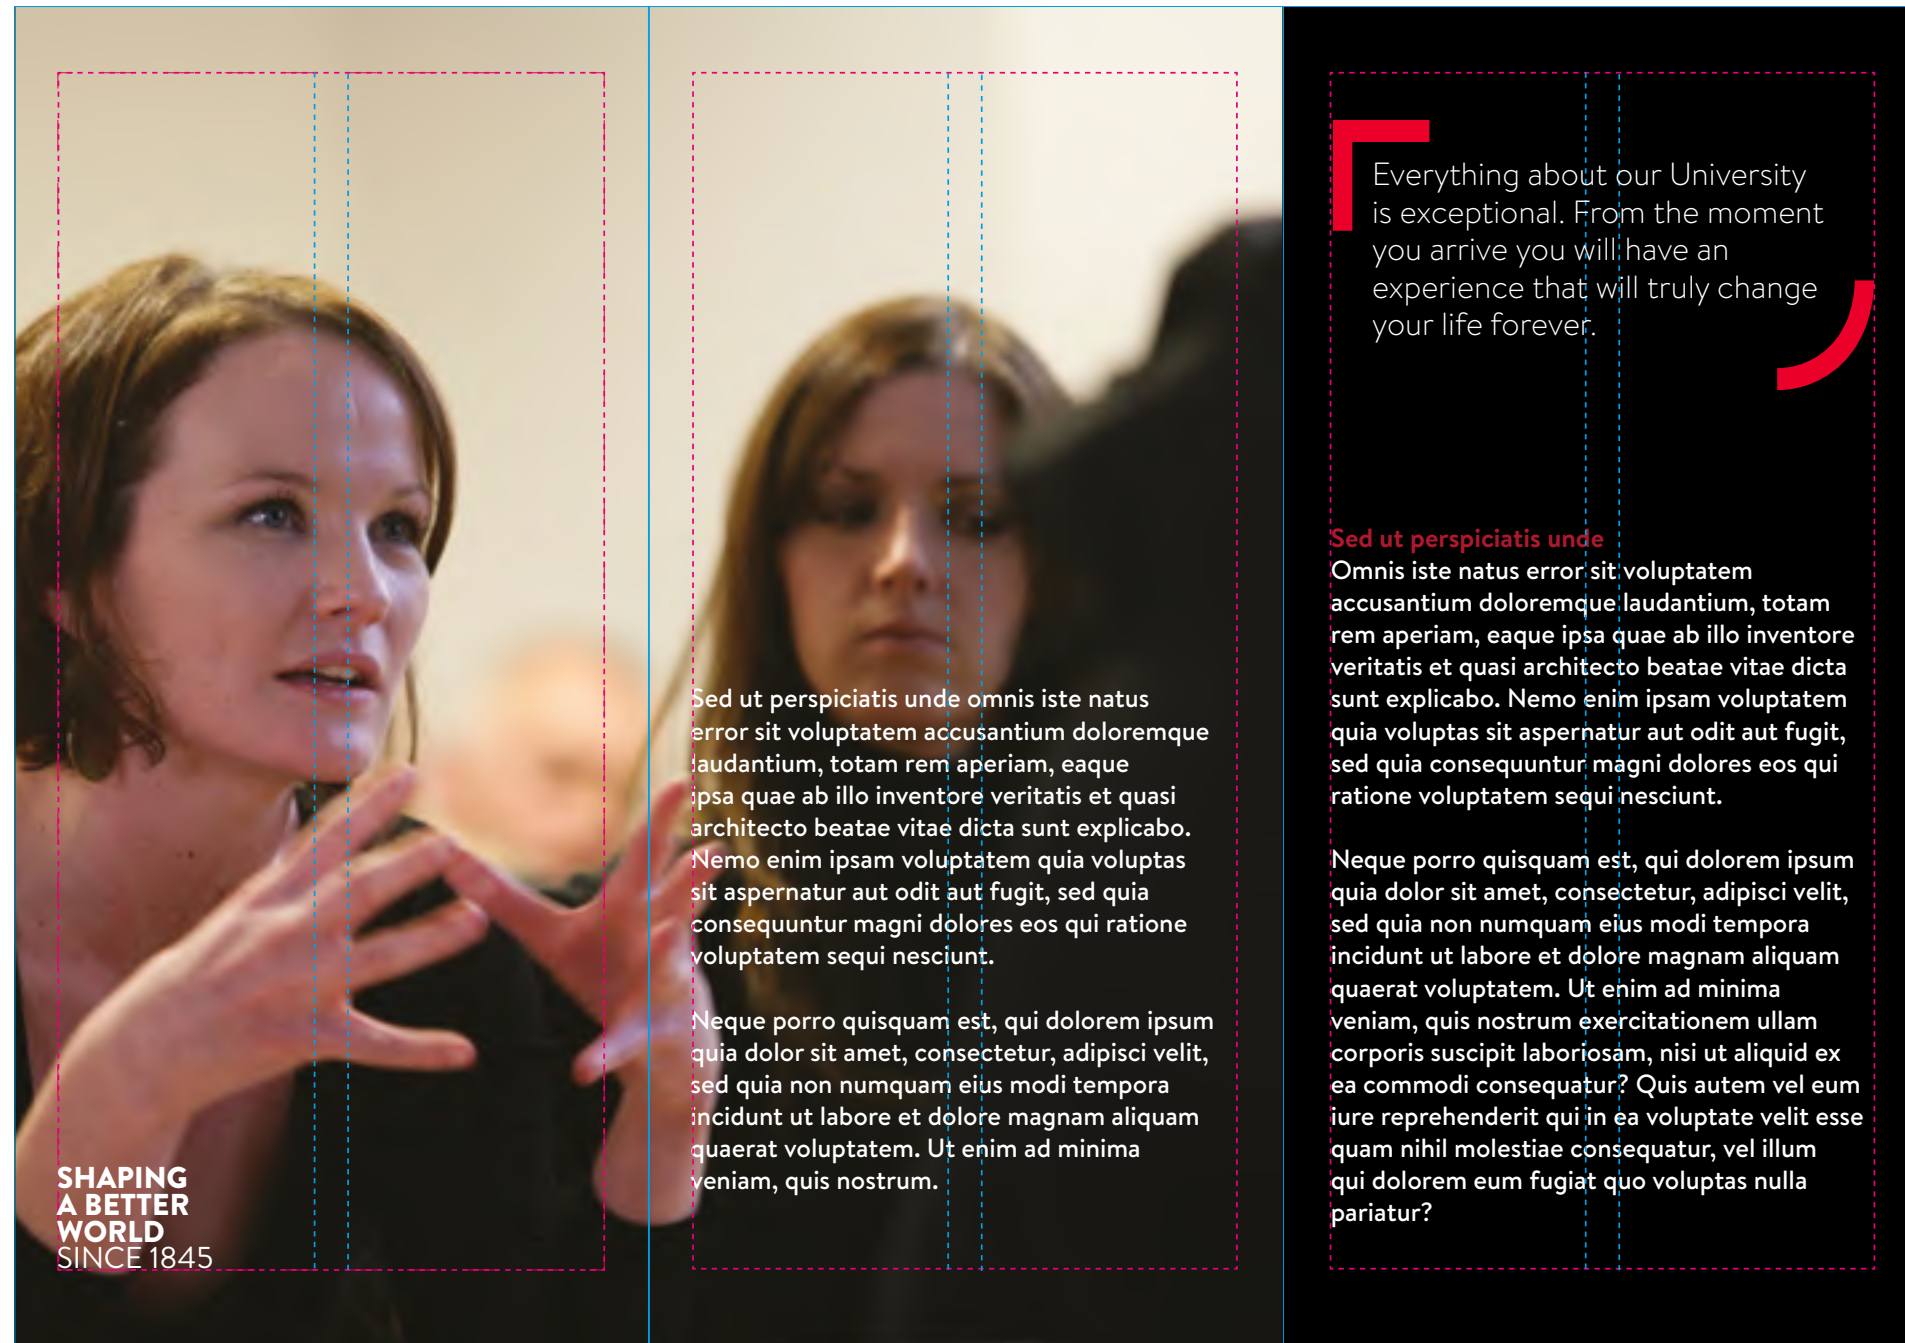 SHAPING
A BETTER
WORLD
SINCE 1845
Sed ut perspiciatis unde omnis iste natus
error sit voluptatem accusantium doloremque
laudantium, totam rem aperiam, eaque
ipsa quae ab illo inventore veritatis et quasi
architecto beatae vitae dicta sunt explicabo.
Nemo enim ipsam voluptatem quia voluptas
sit aspernatur aut odit aut fugit, sed quia
consequuntur magni dolores eos qui ratione
voluptatem sequi nesciunt.
Neque porro quisquam est, qui dolorem ipsum
quia dolor sit amet, consectetur, adipisci velit,
sed quia non numquam eius modi tempora
incidunt ut labore et dolore magnam aliquam
quaerat voluptatem. Ut enim ad minima
veniam, quis nostrum.
Everything about our University
is exceptional. From the moment
you arrive you will have an
experience that will truly change
your life forever.
Sed ut perspiciatis unde
Omnis iste natus error sit voluptatem
accusantium doloremque laudantium, totam
rem aperiam, eaque ipsa quae ab illo inventore
veritatis et quasi architecto beatae vitae dicta
sunt explicabo. Nemo enim ipsam voluptatem
quia voluptas sit aspernatur aut odit aut fugit,
sed quia consequuntur magni dolores eos qui
ratione voluptatem sequi nesciunt.
Neque porro quisquam est, qui dolorem ipsum
quia dolor sit amet, consectetur, adipisci velit,
sed quia non numquam eius modi tempora
incidunt ut labore et dolore magnam aliquam
quaerat voluptatem. Ut enim ad minima
veniam, quis nostrum exercitationem ullam
corporis suscipit laboriosam, nisi ut aliquid ex
ea commodi consequatur? Quis autem vel eum
iure reprehenderit qui in ea voluptate velit esse
quam nihil molestiae consequatur, vel illum
qui dolorem eum fugiat quo voluptas nulla
pariatur?